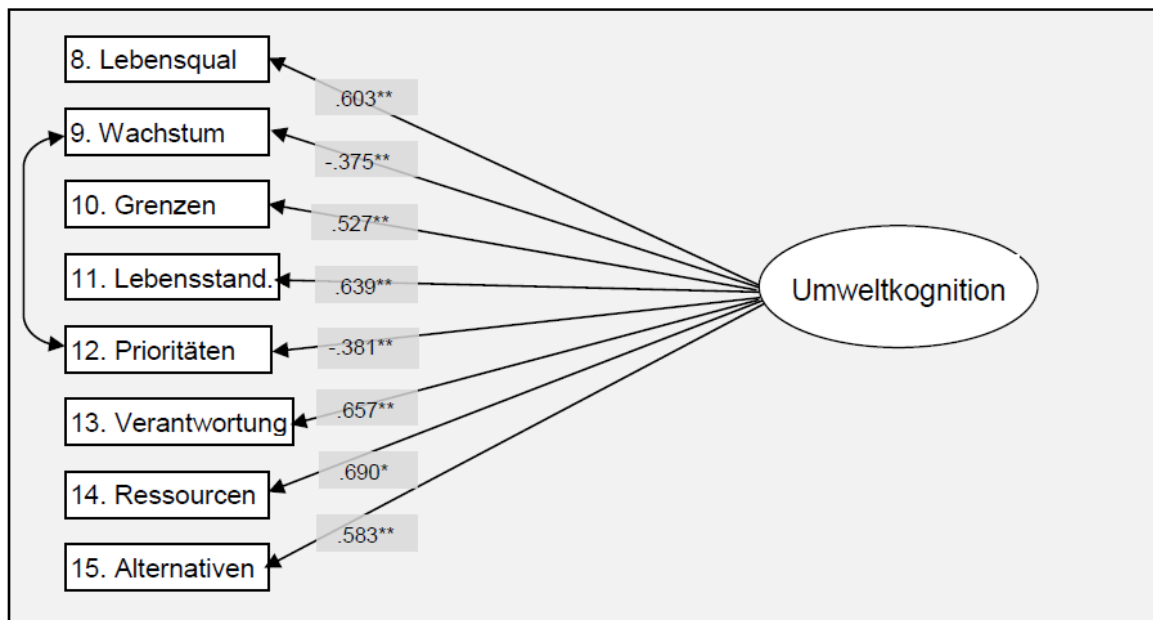 8. Lebensqual
.603**
9. Wachstum
-.375**
10. Grenzen
.527**
11. Lebensstand.
.639**
Umweltkognition
12. Prioritäten
-.381**
13. Verantwortung
.657**
14. Ressourcen
.690*
15. Alternativen
.583**